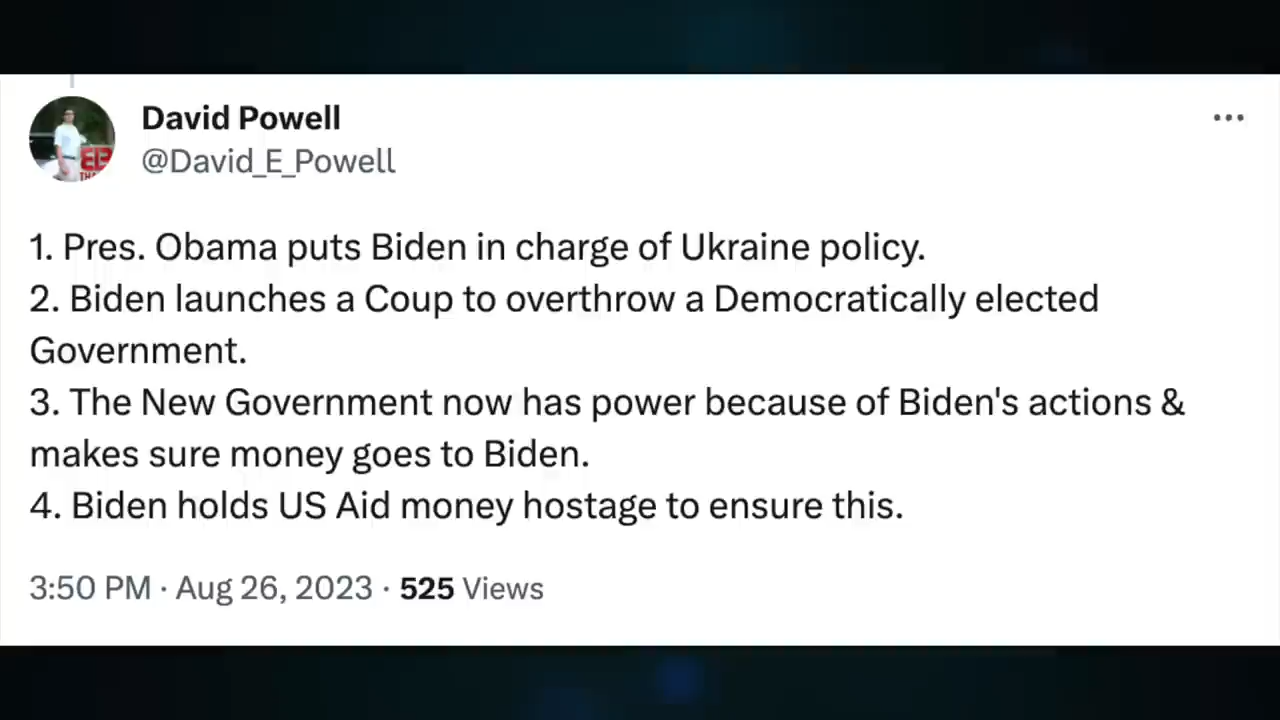 David Powell
@David_E_Powell
1. Pres. Obama puts Biden in charge of Ukraine policy.
2. Biden launches a Coup to overthrow a Democratically elected
Government.
3. The New Government now has power because of Biden's actions &
makes sure money goes to Biden.
4. Biden holds US Aid money hostage to ensure this.
3:50 PM · Aug 26, 2023 · 525 Views